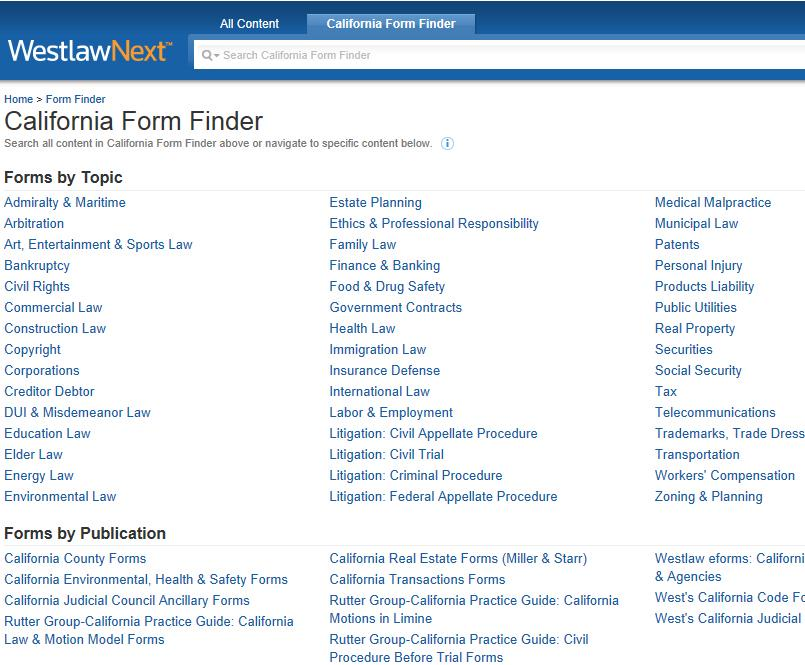 All Content
California Form Finder
WestlawNext™
Search California Form Finder
Home > Form Finder
California Form Finder
Search all content in California Form Finder above or navigate to specific content below.
Forms by Topic
Admiralty & Maritime
Arbitration
Art, Entertainment & Sports Law
Bankruptcy
Civil Rights
Commercial Law
Construction Law
Copyright
Corporations
Creditor Debtor
DUI & Misdemeanor Law
Education Law
Elder Law
Energy Law
Environmental Law
Estate Planning
Ethics & Professional Responsibility
Family Law
Finance & Banking
Food & Drug Safety
Government Contracts
Health Law
Immigration Law
Insurance Defense
International Law
Labor & Employment
Litigation: Civil Appellate Procedure
Litigation: Civil Trial
Litigation: Criminal Procedure
Litigation: Federal Appellate Procedure
Medical Malpractice
Municipal Law
Patents
Personal Injury
Products Liability
Public Utilities
Real Property
Securities
Social Security
Tax
Telecommunications
Trademarks, Trade Dress
Transportation
Workers' Compensation
Zoning & Planning
Forms by Publication
California County Forms
California Environmental, Health & Safety Forms
California Judicial Council Ancillary Forms
Rutter Group-California Practice Guide: California
Law & Motion Model Forms
California Real Estate Forms (Miller & Starr)
California Transactions Forms
Rutter Group-California Practice Guide: California
Motions in Limine
Rutter Group-California Practice Guide: Civil
Procedure Before Trial Forms
Westlaw eforms:
& Agencies
West's California Code
West's California Judicial